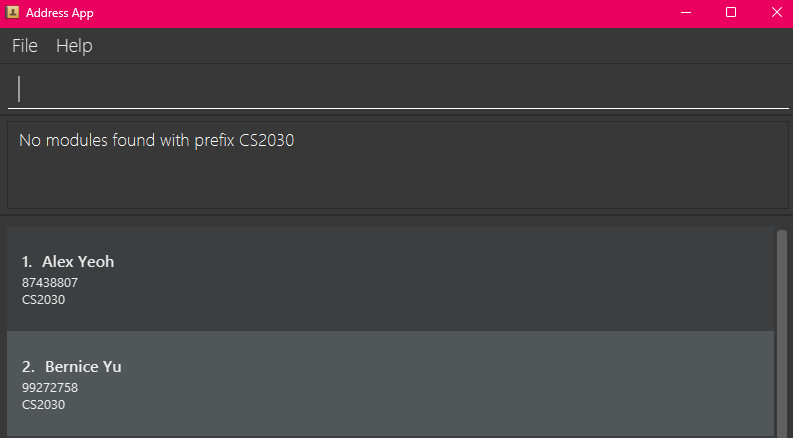 Address App
File Help
No modules found with prefix CS2030
1. Alex Yeoh
87438807
CS2030
2. Bernice Yu
99272758
CS2030